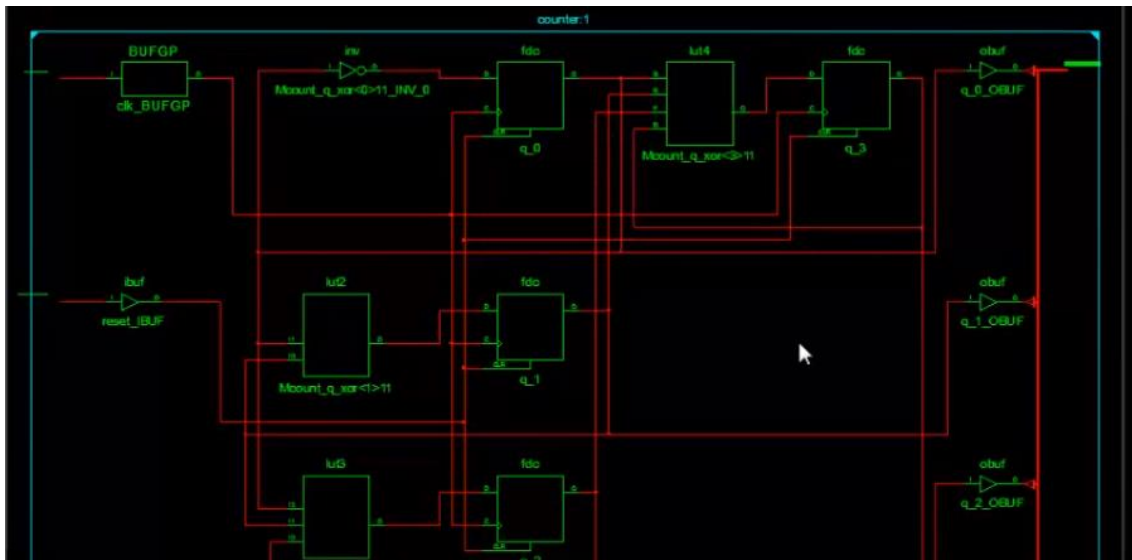 counter:1
BUFGP
inv
fdc
lut4
fdc
obuf
clk_BUFGP
Mcount_q_xor<0>11_INV_0
q_0
Mcount_q_xor<3>11
q_3
q_0_OBUF
ibuf
lut2
fdc
obuf
reset_IBUF
Mcount_q_xor<1>11
q_1
q_1_OBUF
lut3
fdc
obuf
q_2_OBUF